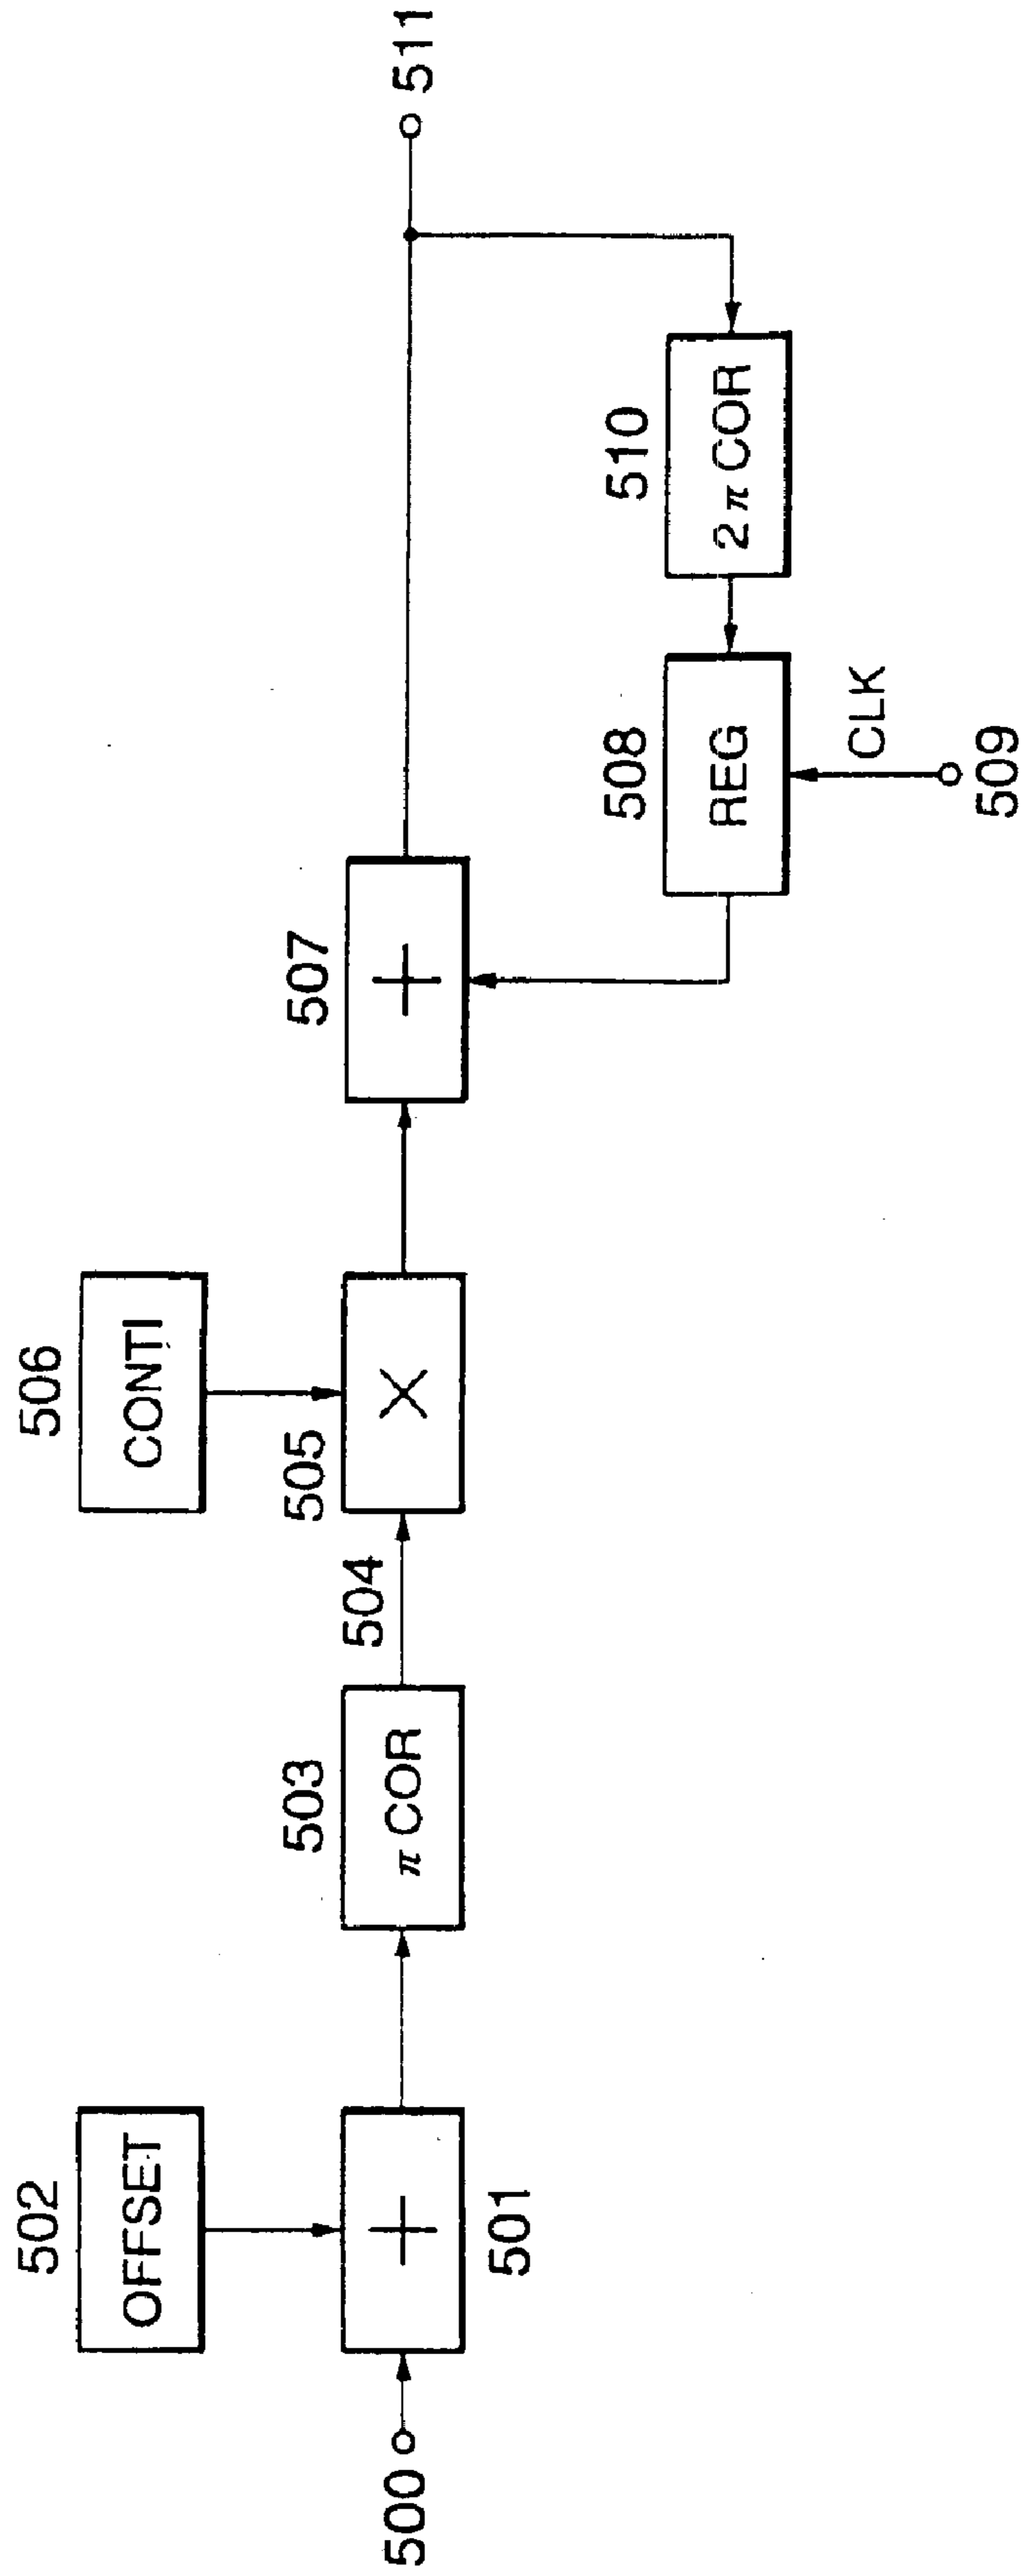 500
502
OFFSET
+
501
503
π COR
504
506
CONTI
505
×
507
+
508
REG
CLK
509
510
2π COR
511